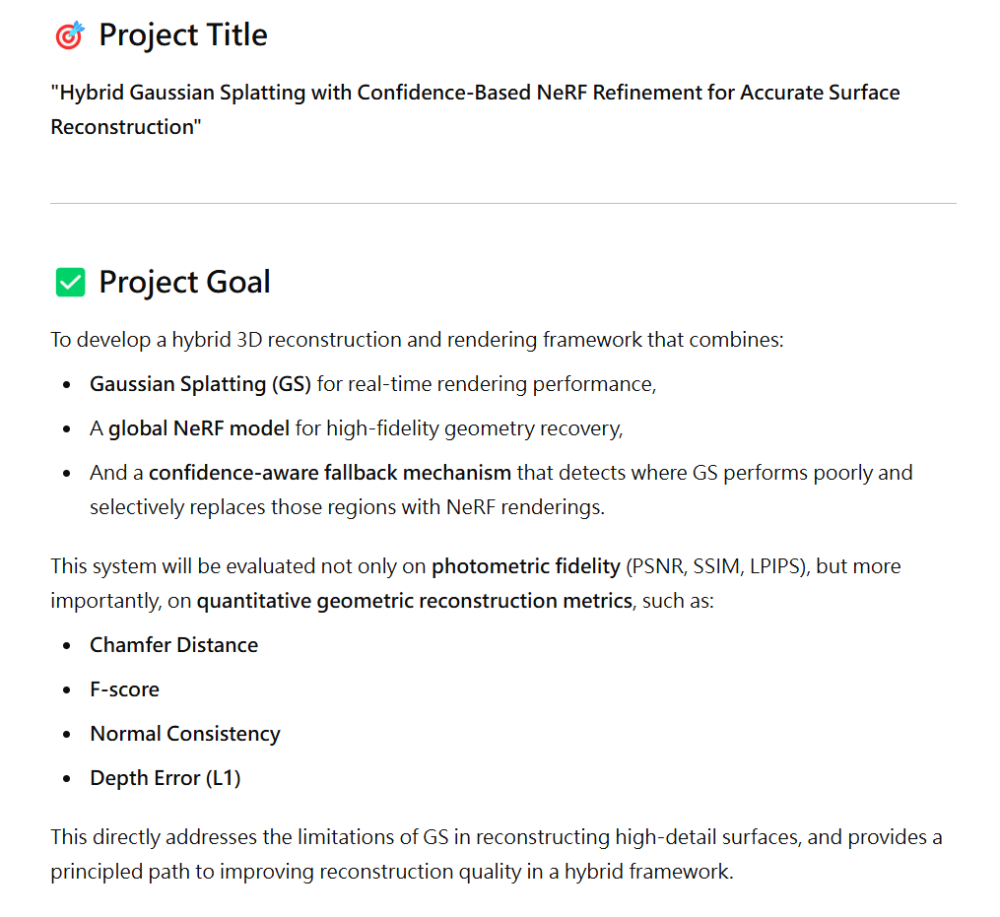 🎯 Project Title
"Hybrid Gaussian Splatting with Confidence-Based NeRF Refinement for Accurate Surface
Reconstruction"
✅ Project Goal
To develop a hybrid 3D reconstruction and rendering framework that combines:
• Gaussian Splatting (GS) for real-time rendering performance,
• A global NeRF model for high-fidelity geometry recovery,
• And a confidence-aware fallback mechanism that detects where GS performs poorly and
selectively replaces those regions with NeRF renderings.
This system will be evaluated not only on photometric fidelity (PSNR, SSIM, LPIPS), but more
importantly, on quantitative geometric reconstruction metrics, such as:
• Chamfer Distance
• F-score
• Normal Consistency
• Depth Error (L1)
This directly addresses the limitations of GS in reconstructing high-detail surfaces, and provides a
principled path to improving reconstruction quality in a hybrid framework.